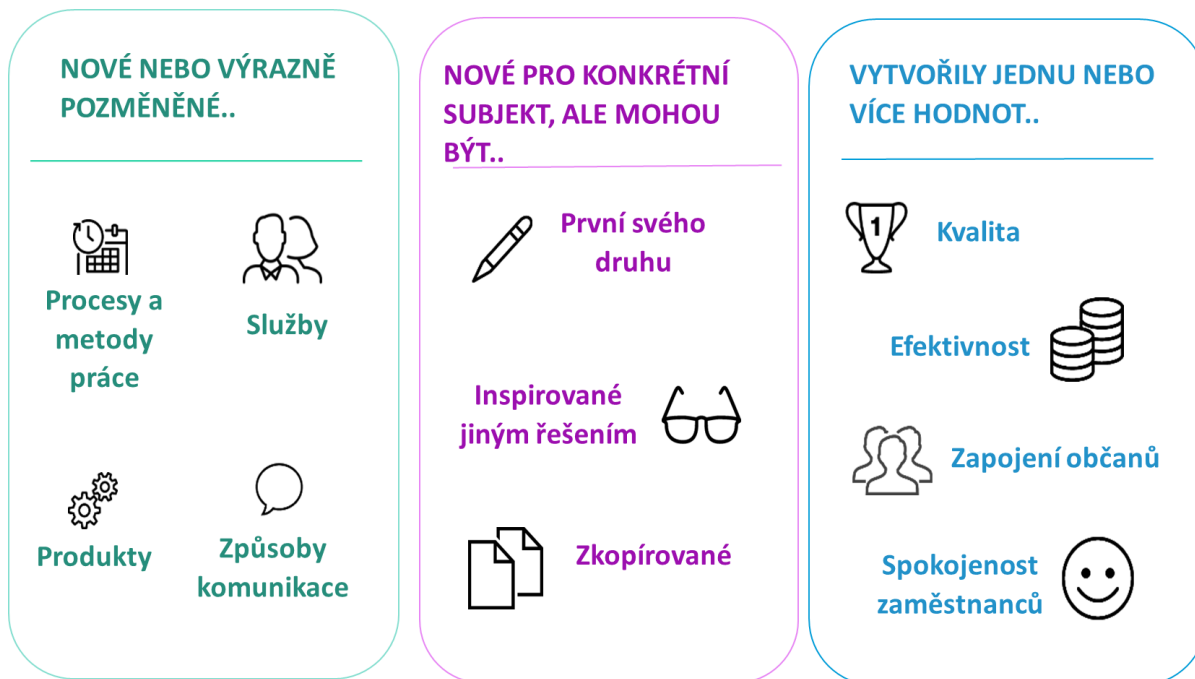 NOVÉ NEBO VÝRAZNĚ
POZMĚNĚNÉ..
Procesy a
metody
práce
Služby
Produkty
Způsoby
komunikace
NOVÉ PRO KONKRÉTNÍ
SUBJEKT, ALE MOHOU
BÝT..
První svého
druhu
Inspirované
jiným řešením
Zkopírované
VYTVOŘILY JEDNU NEBO
VÍCE HODNOT..
1
Kvalita
Efektivnost
Zapojení občanů
Spokojenost
zaměstnanců